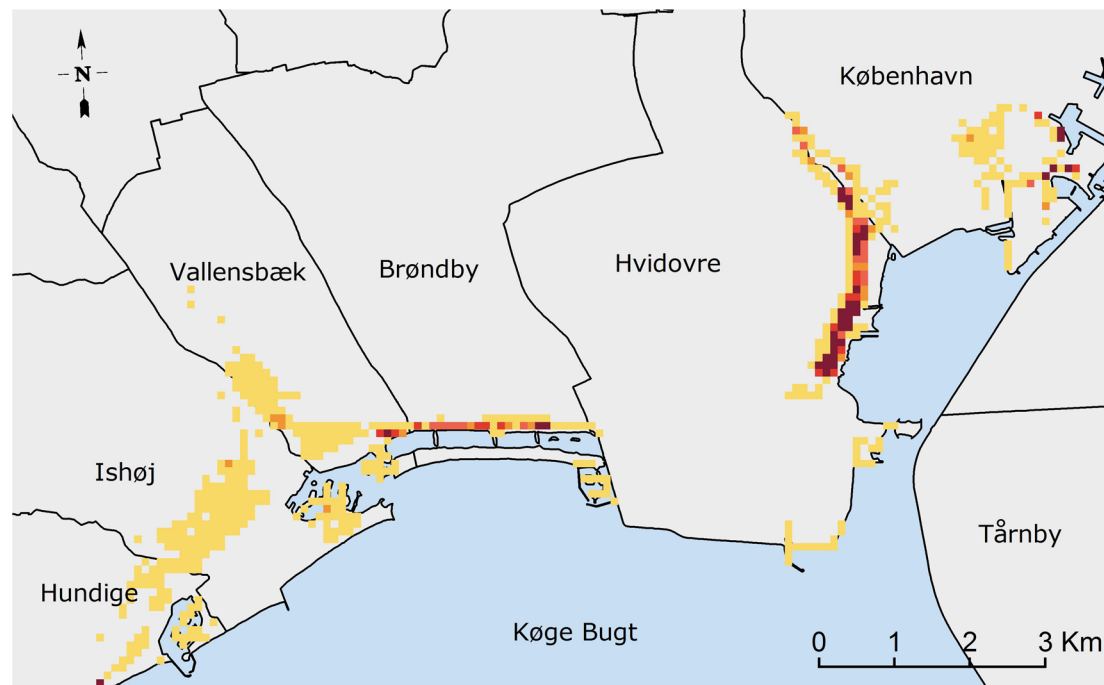 N
København
Vallensbæk
Brøndby
Hvidovre
Ishøj
Tårnby
Hundige
Køge Bugt
0 1 2 3 Km